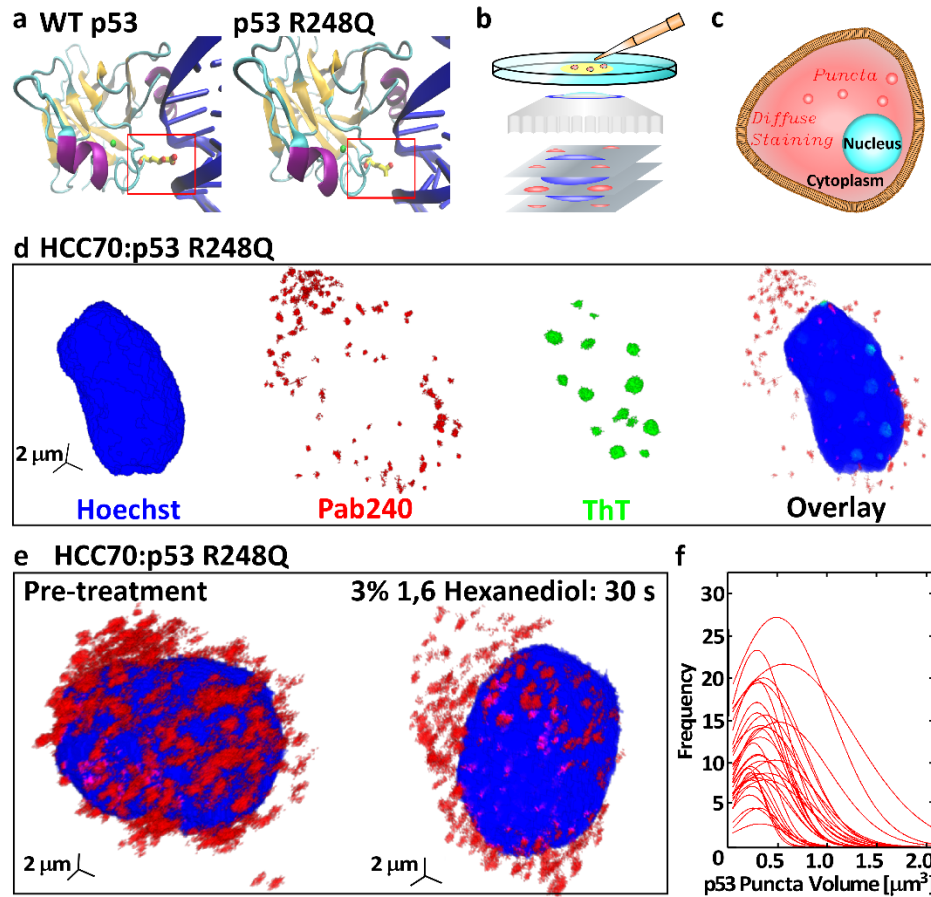 a WT p53
p53 R248Q
b
c
Puncta
Diffuse
Staining
Nucleus
Cytoplasm
d HCC70:p53 R248Q
2 μm
Hoechst
Pab240
ThT
Overlay
e HCC70:p53 R248Q
Pre-treatment
3% 1,6 Hexanediol: 30 s
2 μm
2 μm
f
30
25
20
15
10
5
0
Frequency
0.5 1.0 1.5 2.0
p53 Puncta Volume [μm³]